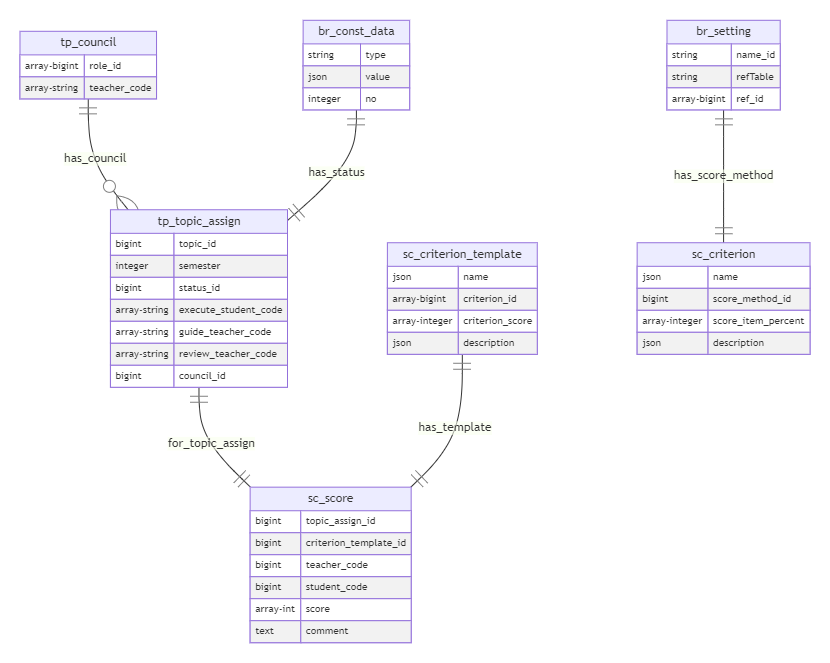 tp_council
array-bigint role_id
array-string teacher_code
br_const_data
string type
json value
integer no
br_setting
string name_id
string refTable
array-bigint ref_id
has_council
has_status
has_score_method
tp_topic_assign
bigint topic_id
integer semester
bigint status_id
array-string execute_student_code
array-string guide_teacher_code
array-string review_teacher_code
bigint council_id
sc_criterion_template
json name
array-bigint criterion_id
array-integer criterion_score
json description
sc_criterion
json name
bigint score_method_id
array-integer score_item_percent
json description
for_topic_assign
has_template
sc_score
bigint topic_assign_id
bigint criterion_template_id
bigint teacher_code
bigint student_code
array-int score
text comment